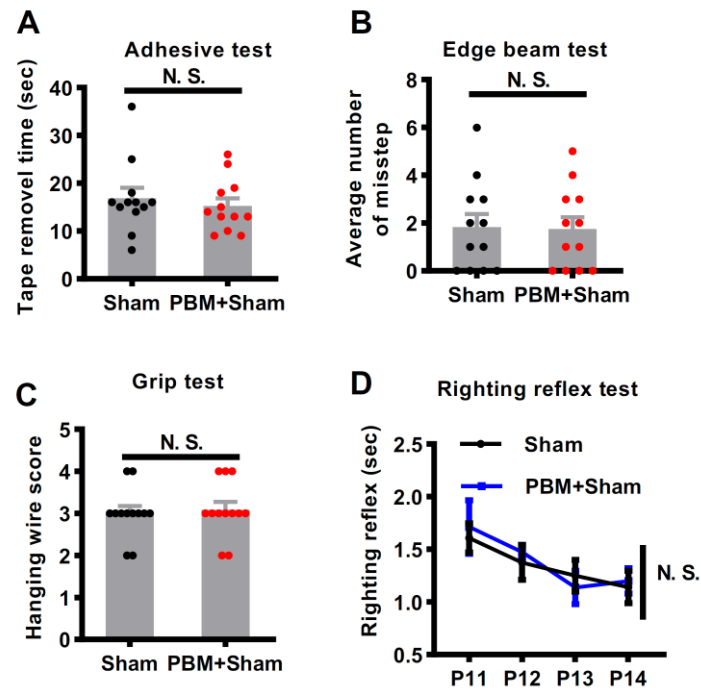 A
Adhesive test
N. S.
Tape removel time (sec)
40
30
20
10
0
Sham
PBM+Sham
B
Edge beam test
N. S.
Average number
of misstep
8
6
4
2
0
Sham
PBM+Sham
C
Grip test
N. S.
Hanging wire score
5
4
3
2
1
0
Sham
PBM+Sham
D
Righting reflex test
Sham
PBM+Sham
Righting reflex (sec)
2.5
2.0
1.5
1.0
0.5
N. S.
P11
P12
P13
P14